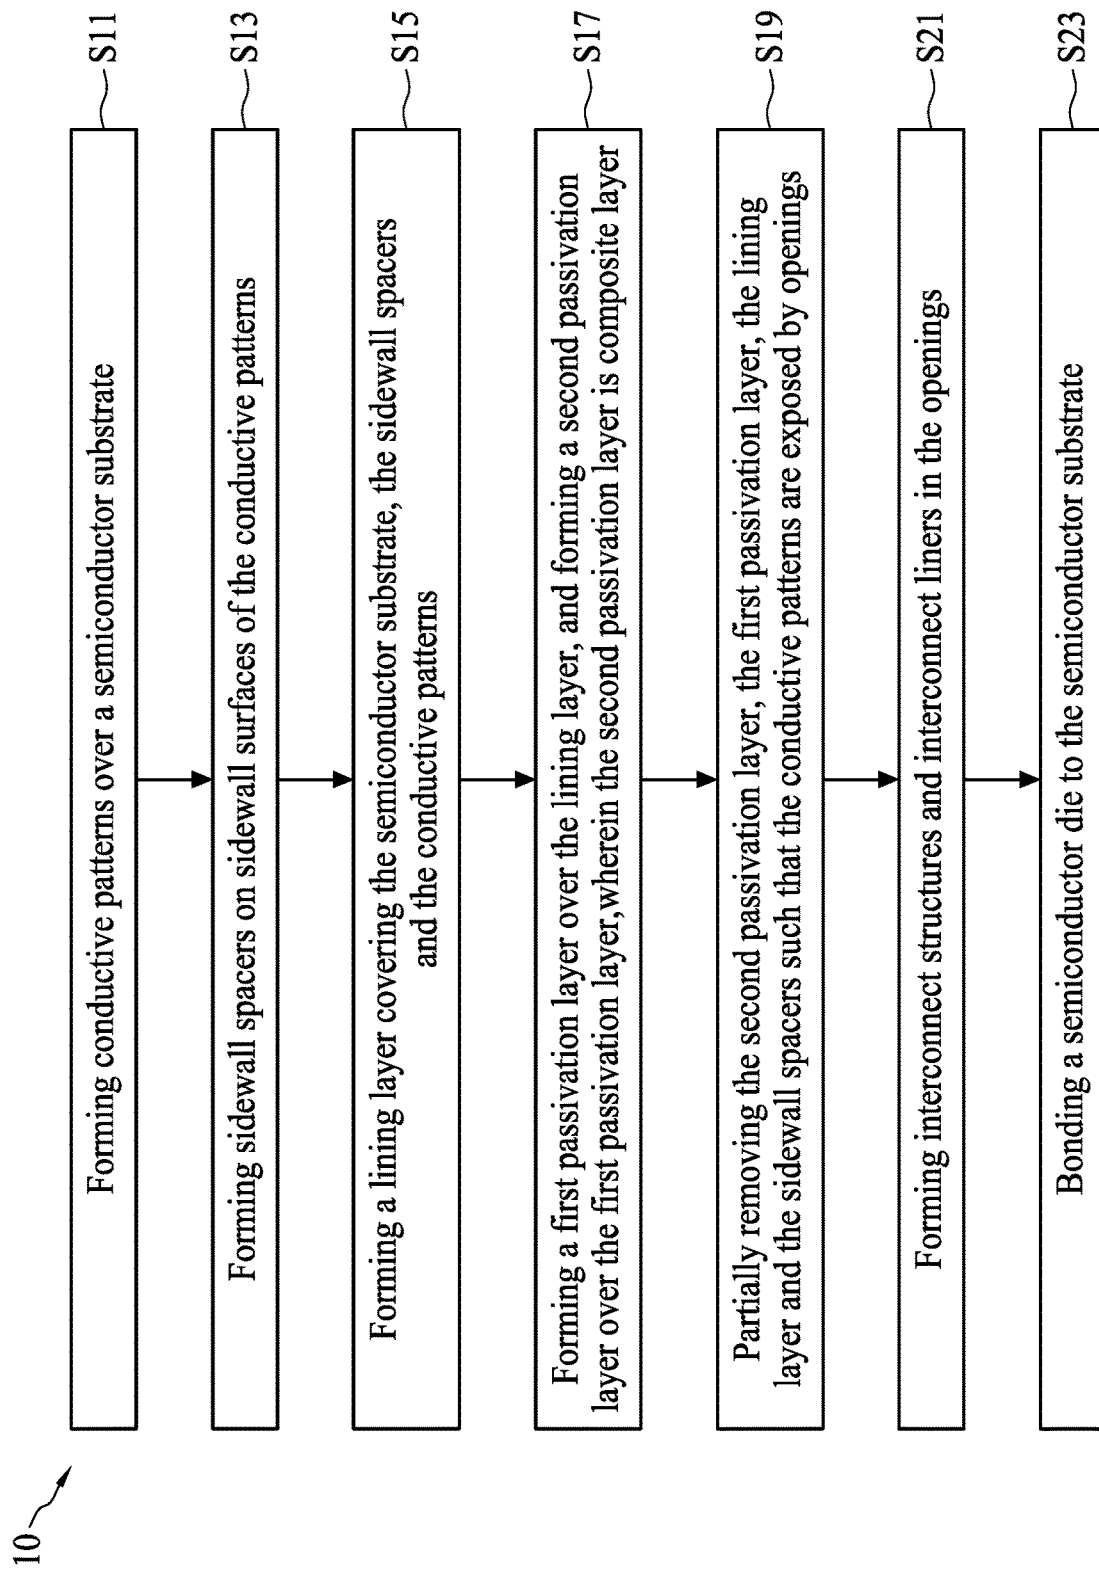 10
Forming conductive patterns over a semiconductor substrate
S11
Forming sidewall spacers on sidewall surfaces of the conductive patterns
S13
Forming a lining layer covering the semiconductor substrate, the sidewall spacers
and the conductive patterns
S15
Forming a first passivation layer over the lining layer, and forming a second passivation
layer over the first passivation layer,wherein the second passivation layer is composite layer
S17
Partially removing the second passivation layer, the first passivation layer, the lining
layer and the sidewall spacers such that the conductive patterns are exposed by openings
S19
Forming interconnect structures and interconnect liners in the openings
S21
Bonding a semiconductor die to the semiconductor substrate
S23